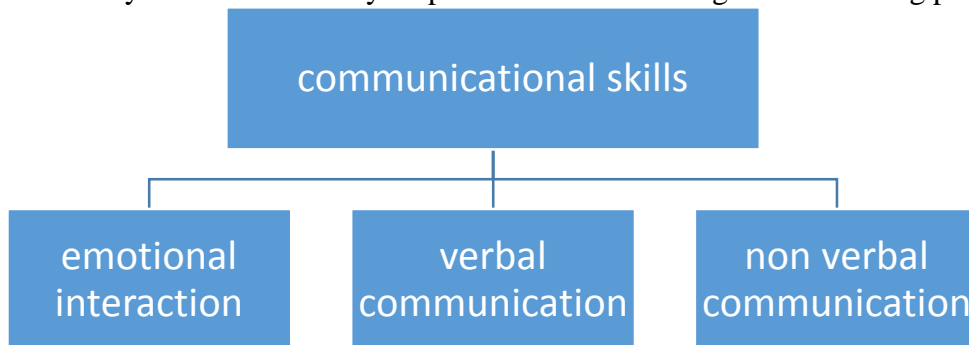 communicational skills
emotional
interaction
verbal
communication
non verbal
communication